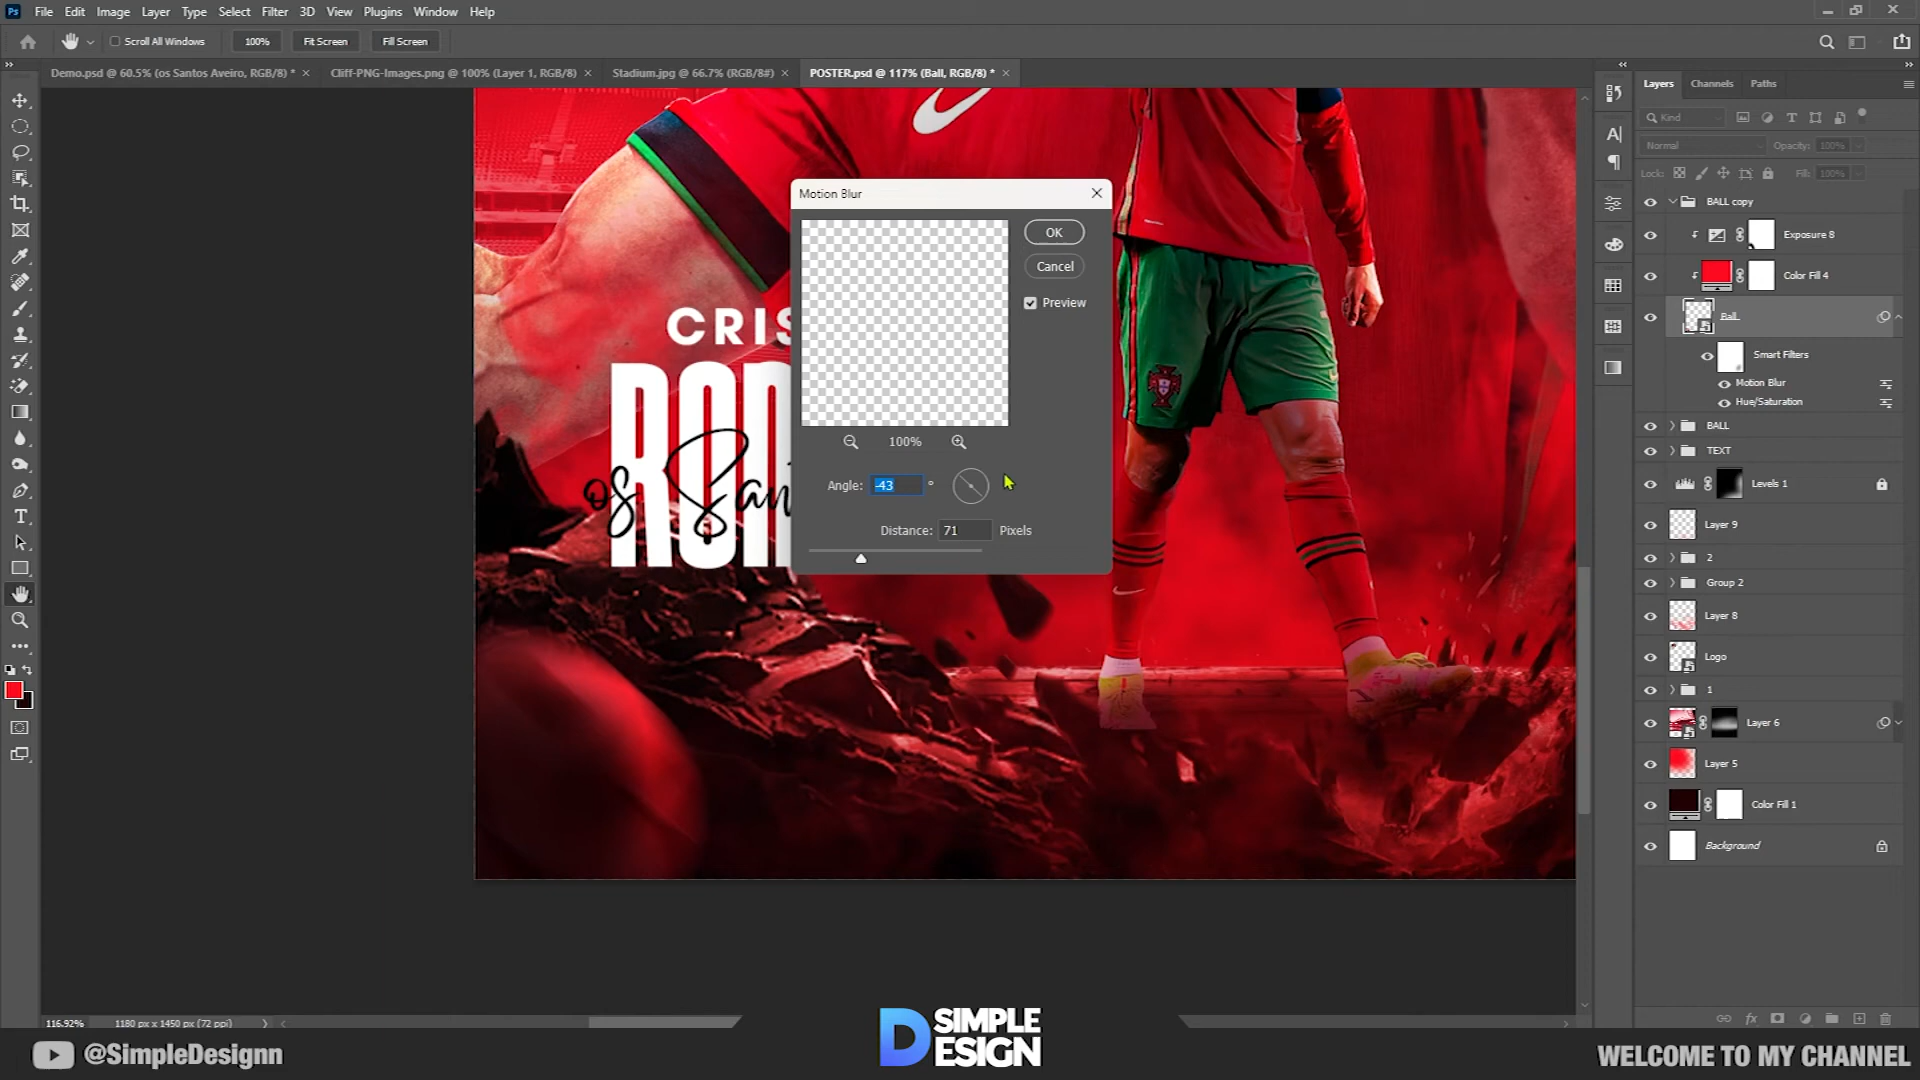 Ps File Edit Image Layer Type Select Filter 3D View Plugins Window Help
Scroll All Windows 100% Fit Screen Fill Screen
Demo.psd @ 60.5% (os Santos Aveiro, RGB/8) * × Cliff-PNG-Images.png @ 100% (Layer 1, RGB/8) × Stadium.jpg @ 66.7% (RGB/8#) × POSTER.psd @ 117% (Ball, RGB/8) * ×
Motion Blur
OK
Cancel
Preview
100%
Angle: -43 °
Distance: 71 Pixels
CRIS
RON
os San
Layers Channels Paths
Kind
Normal Opacity: 100%
Lock: Fill: 100%
BALL copy
Exposure 8
Color Fill 4
Ball
Smart Filters
Motion Blur
Hue/Saturation
BALL
TEXT
Levels 1
Layer 9
2
Group 2
Layer 8
Logo
1
Layer 6
Layer 5
Color Fill 1
Background
116.92% 1180 px x 1450 px (72 ppi)
@SimpleDesignn
SIMPLE
DESIGN
WELCOME TO MY CHANNEL